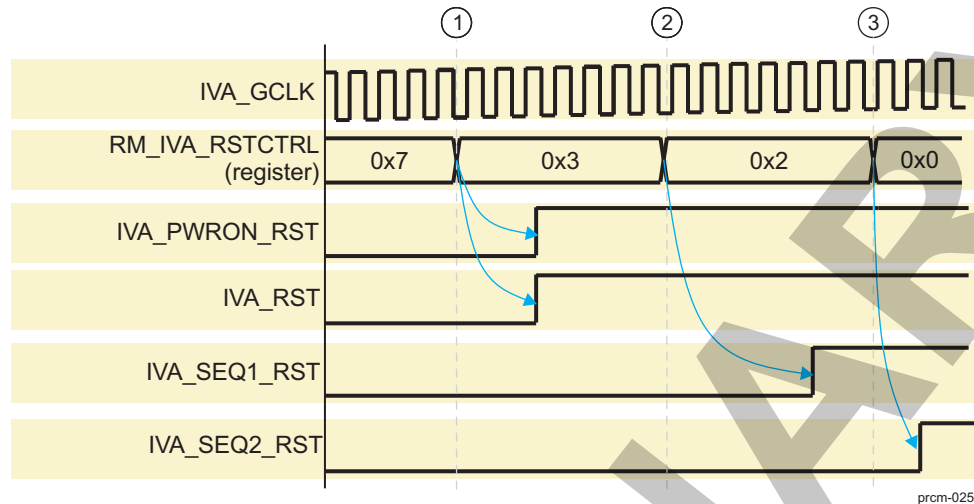 1 2 3
IVA_GCLK
RM_IVA_RSTCTRL
(register)
0x7 0x3 0x2 0x0
IVA_PWRON_RST
IVA_RST
IVA_SEQ1_RST
IVA_SEQ2_RST
prcm-025